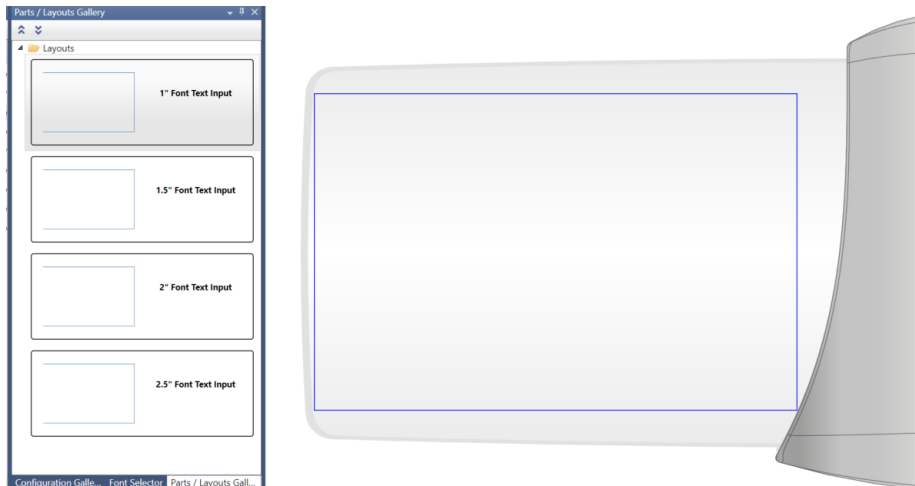 Parts / Layouts Gallery
Layouts
1" Font Text Input
1.5" Font Text Input
2" Font Text Input
2.5" Font Text Input
Configuration Galle... Font Selector Parts / Layouts Gall...